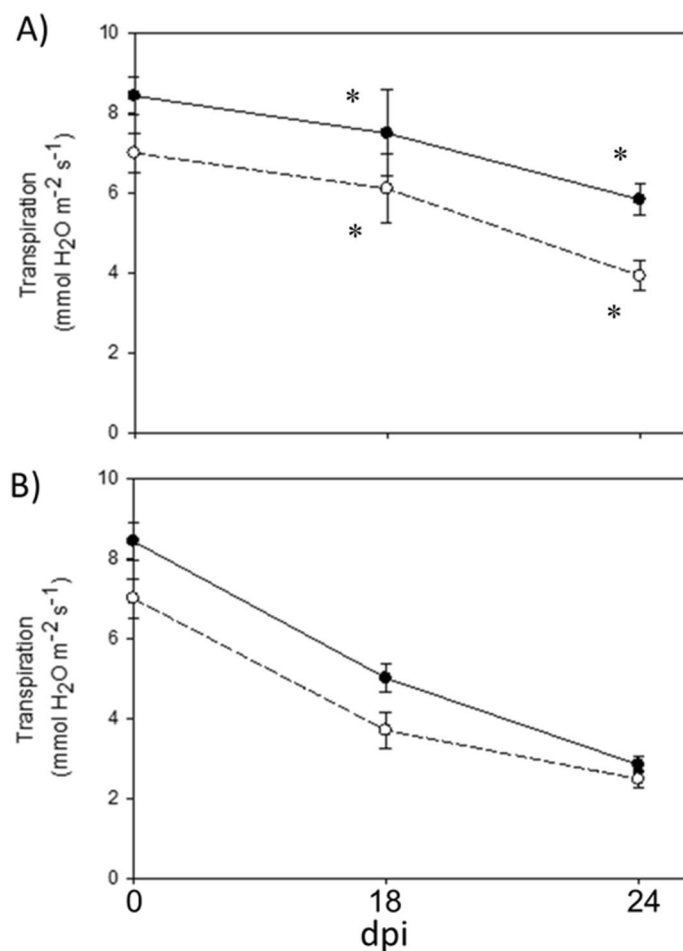 A)
10
8
6
4
2
0
Transpiration
(mmol H₂O m⁻² s⁻¹)
*
*
*
*
B)
10
8
6
4
2
0
Transpiration
(mmol H₂O m⁻² s⁻¹)
0 18 24
dpi